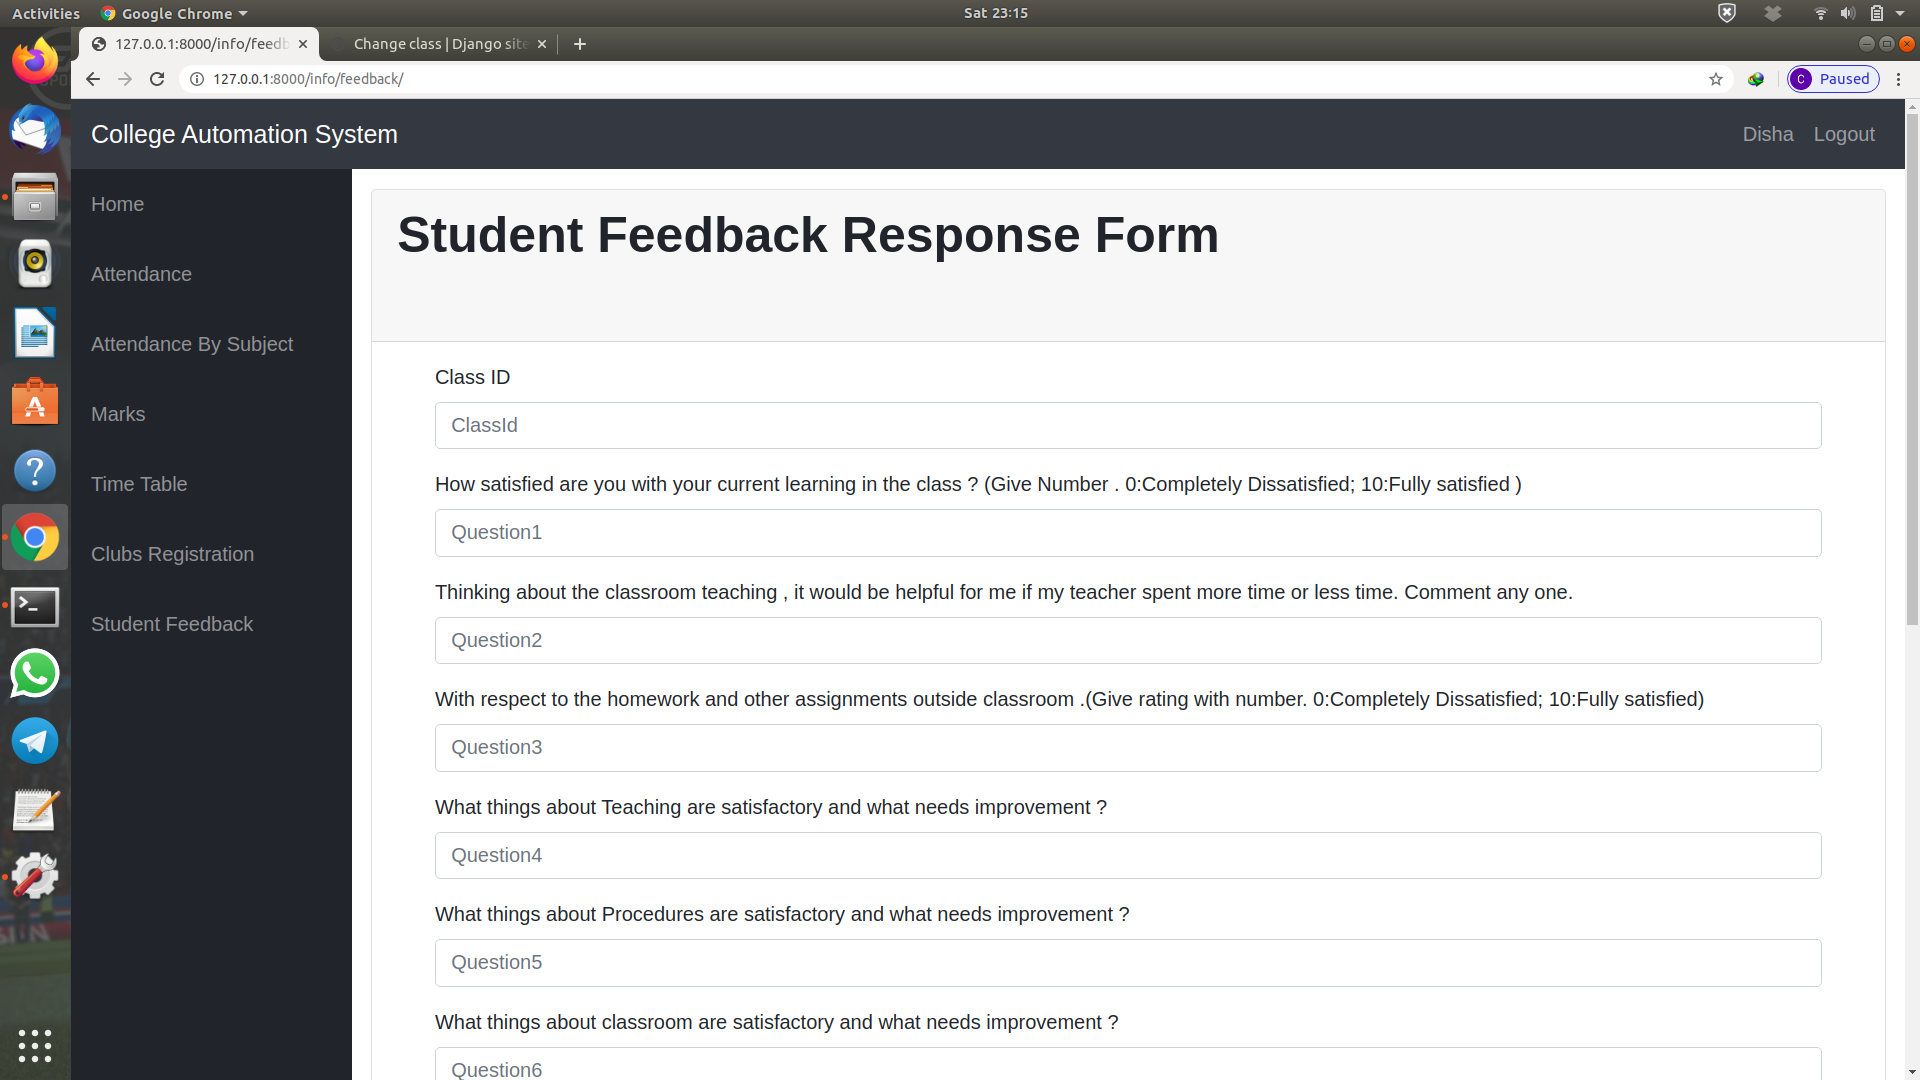 Activities
Google Chrome
Sat 23:15
127.0.0.1:8000/info/feedb
Change class | Django site
127.0.0.1:8000/info/feedback/
C
Paused
College Automation System
Disha
Logout
Home
Attendance
Attendance By Subject
Marks
Time Table
Clubs Registration
Student Feedback
Student Feedback Response Form
Class ID
ClassId
How satisfied are you with your current learning in the class ? (Give Number . 0:Completely Dissatisfied; 10:Fully satisfied )
Question1
Thinking about the classroom teaching , it would be helpful for me if my teacher spent more time or less time. Comment any one.
Question2
With respect to the homework and other assignments outside classroom .(Give rating with number. 0:Completely Dissatisfied; 10:Fully satisfied)
Question3
What things about Teaching are satisfactory and what needs improvement ?
Question4
What things about Procedures are satisfactory and what needs improvement ?
Question5
What things about classroom are satisfactory and what needs improvement ?
Question6